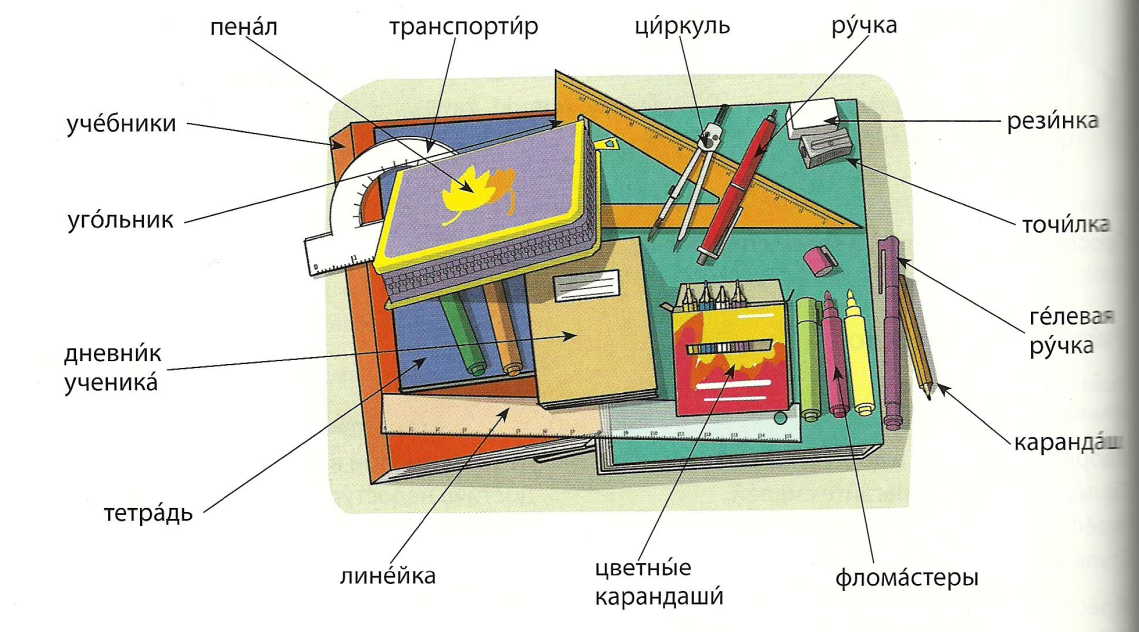 пена́л
транспорти́р
ци́ркуль
ру́чка
уче́бники
рези́нка
уго́льник
точи́лка
ге́левая
ру́чка
дневни́к
ученика́
каранда́ш
тетра́дь
лине́йка
цветны́е
карандаши́
флома́стеры